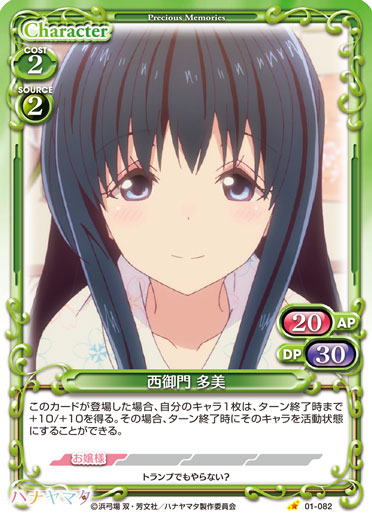 Precious Memories
Character
COST
2
SOURCE
2
20 AP
DP 30
西御門 多美
このカードが登場した場合、自分のキャラ1枚は、ターン終了時まで
+10/+10を得る。その場合、ターン終了時にそのキャラを活動状態
にすることができる。
お嬢様
トランプでもやらない?
ハナヤマタ
©浜弓場 双・芳文社/ハナヤマタ製作委員会
01-082